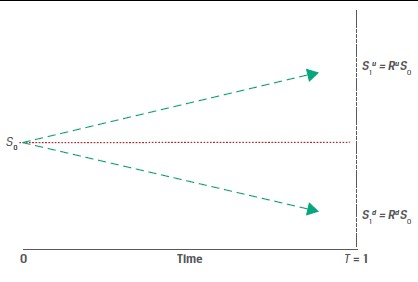 S₁ᵘ = RᵘS₀
S₀
S₁ᵈ = RᵈS₀
0 Time T = 1